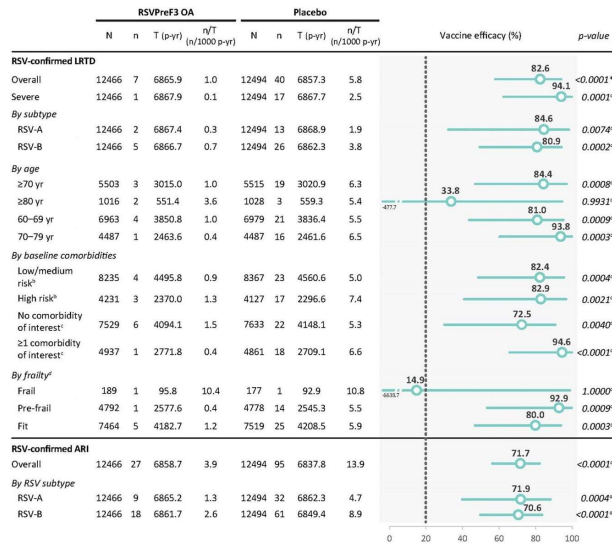 RSVPreF3 OA Placebo
N n T (p-yr) n/T (n/1000 p-yr) N n T (p-yr) n/T (n/1000 p-yr) Vaccine efficacy (%) p-value
RSV-confirmed LRTD
Overall 12466 7 6865.9 1.0 12494 40 6857.3 5.8 82.6 <0.0001
Severe 12466 1 6867.9 0.1 12494 17 6867.7 2.5 94.1 0.0001
By subtype
RSV-A 12466 2 6867.4 0.3 12494 13 6868.9 1.9 84.6 0.0074
RSV-B 12466 5 6866.7 0.7 12494 26 6862.3 3.8 80.9 0.0002
By age
≥70 yr 5503 3 3015.0 1.0 5515 19 3020.9 6.3 84.4 0.0008
≥80 yr 1016 2 551.4 3.6 1028 3 559.3 5.4 -477.7 33.8 0.9931
60–69 yr 6963 4 3850.8 1.0 6979 21 3836.4 5.5 81.0 0.0009
70–79 yr 4487 1 2463.6 0.4 4487 16 2461.6 6.5 93.8 0.0003
By baseline comorbidities
Low/medium
riskᵇ 8235 4 4495.8 0.9 8367 23 4560.6 5.0 82.4 0.0004
High riskᵇ 4231 3 2370.0 1.3 4127 17 2296.6 7.4 82.9 0.0021
No comorbidity
of interestᶜ 7529 6 4094.1 1.5 7633 22 4148.1 5.3 72.5 0.0040
≥1 comorbidity
of interestᶜ 4937 1 2771.8 0.4 4861 18 2709.1 6.6 94.6 <0.0001
By frailtyᵈ
Frail 189 1 95.8 10.4 177 1 92.9 10.8 14.9 1.0000
Pre-frail 4792 1 2577.6 0.4 4778 14 2545.3 5.5 92.9 0.0009
Fit 7464 5 4182.7 1.2 7519 25 4208.5 5.9 80.0 0.0003
RSV-confirmed ARI
Overall 12466 27 6858.7 3.9 12494 95 6837.8 13.9 71.7 <0.0001
By RSV subtype
RSV-A 12466 9 6865.2 1.3 12494 32 6862.3 4.7 71.9 0.0004
RSV-B 12466 18 6861.7 2.6 12494 61 6849.4 8.9 70.6 <0.0001
0 20 40 60 80 100